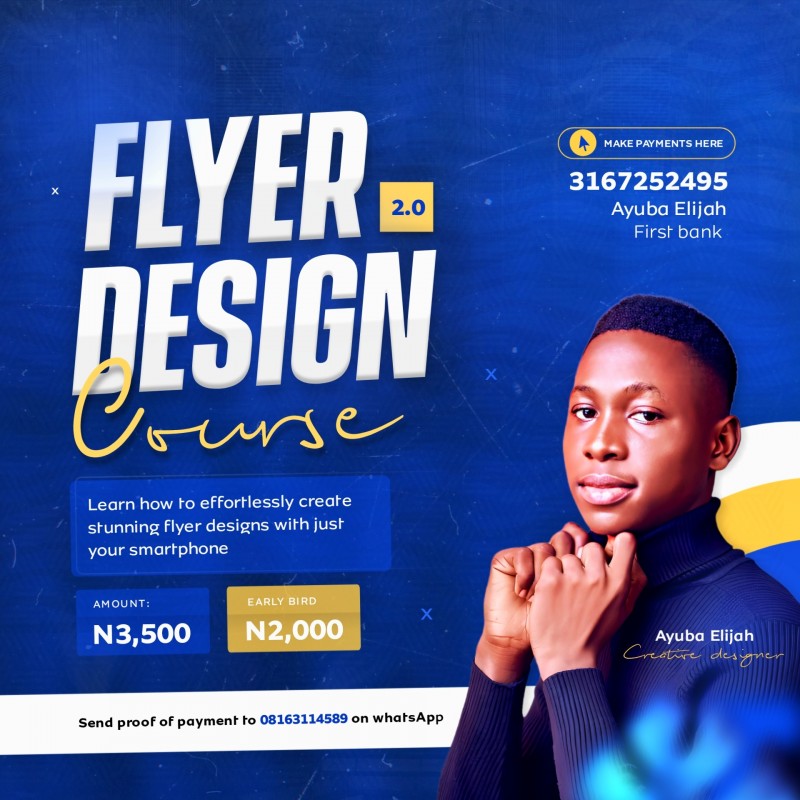 FLYER
2.0
DESIGN
Course
Learn how to effortlessly create
stunning flyer designs with just
your smartphone
AMOUNT:
N3,500
EARLY BIRD
N2,000
Send proof of payment to 08163114589 on whatsApp
MAKE PAYMENTS HERE
3167252495
Ayuba Elijah
First bank
Ayuba Elijah
Creative designer